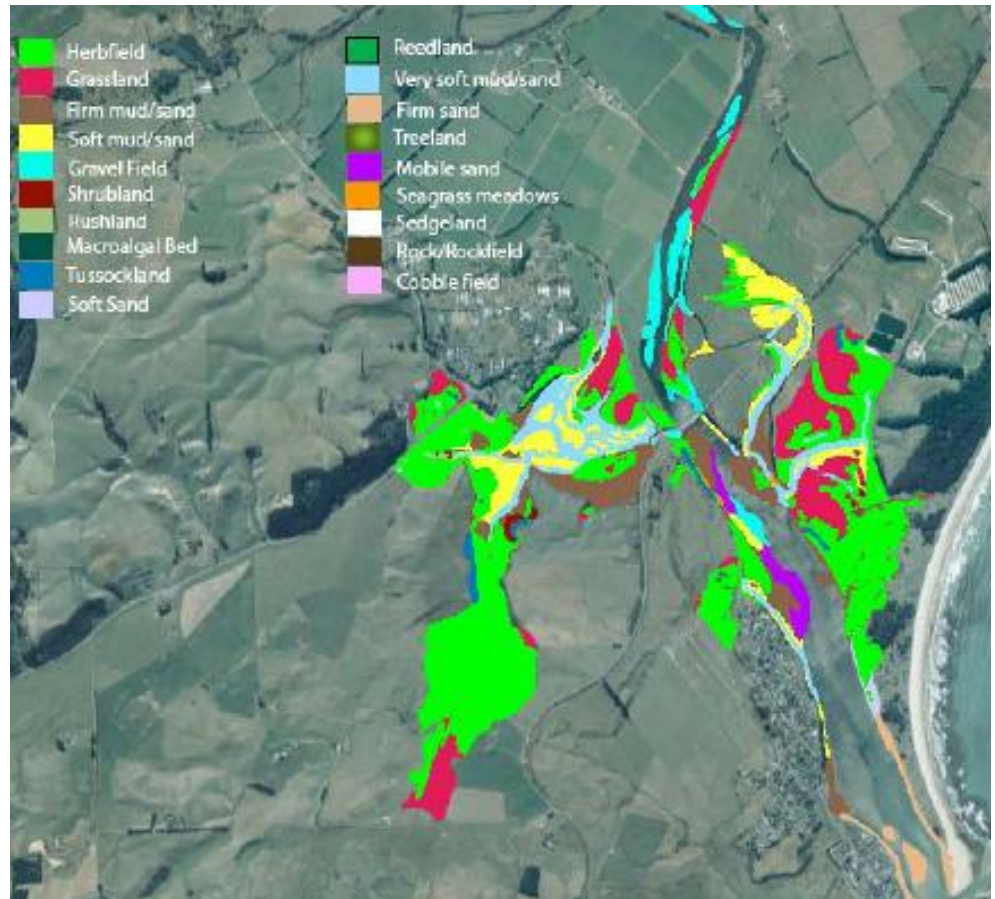 Herbfield
Grassland
Firm mud/sand
Soft mud/sand
Gravel Field
Shrubland
Rushland
Macroalgal Bed
Tussockland
Soft Sand
Reedland
Very soft mud/sand
Firm sand
Treeland
Mobile sand
Seagrass meadows
Sedgeland
Rock/Rockfield
Cobble field